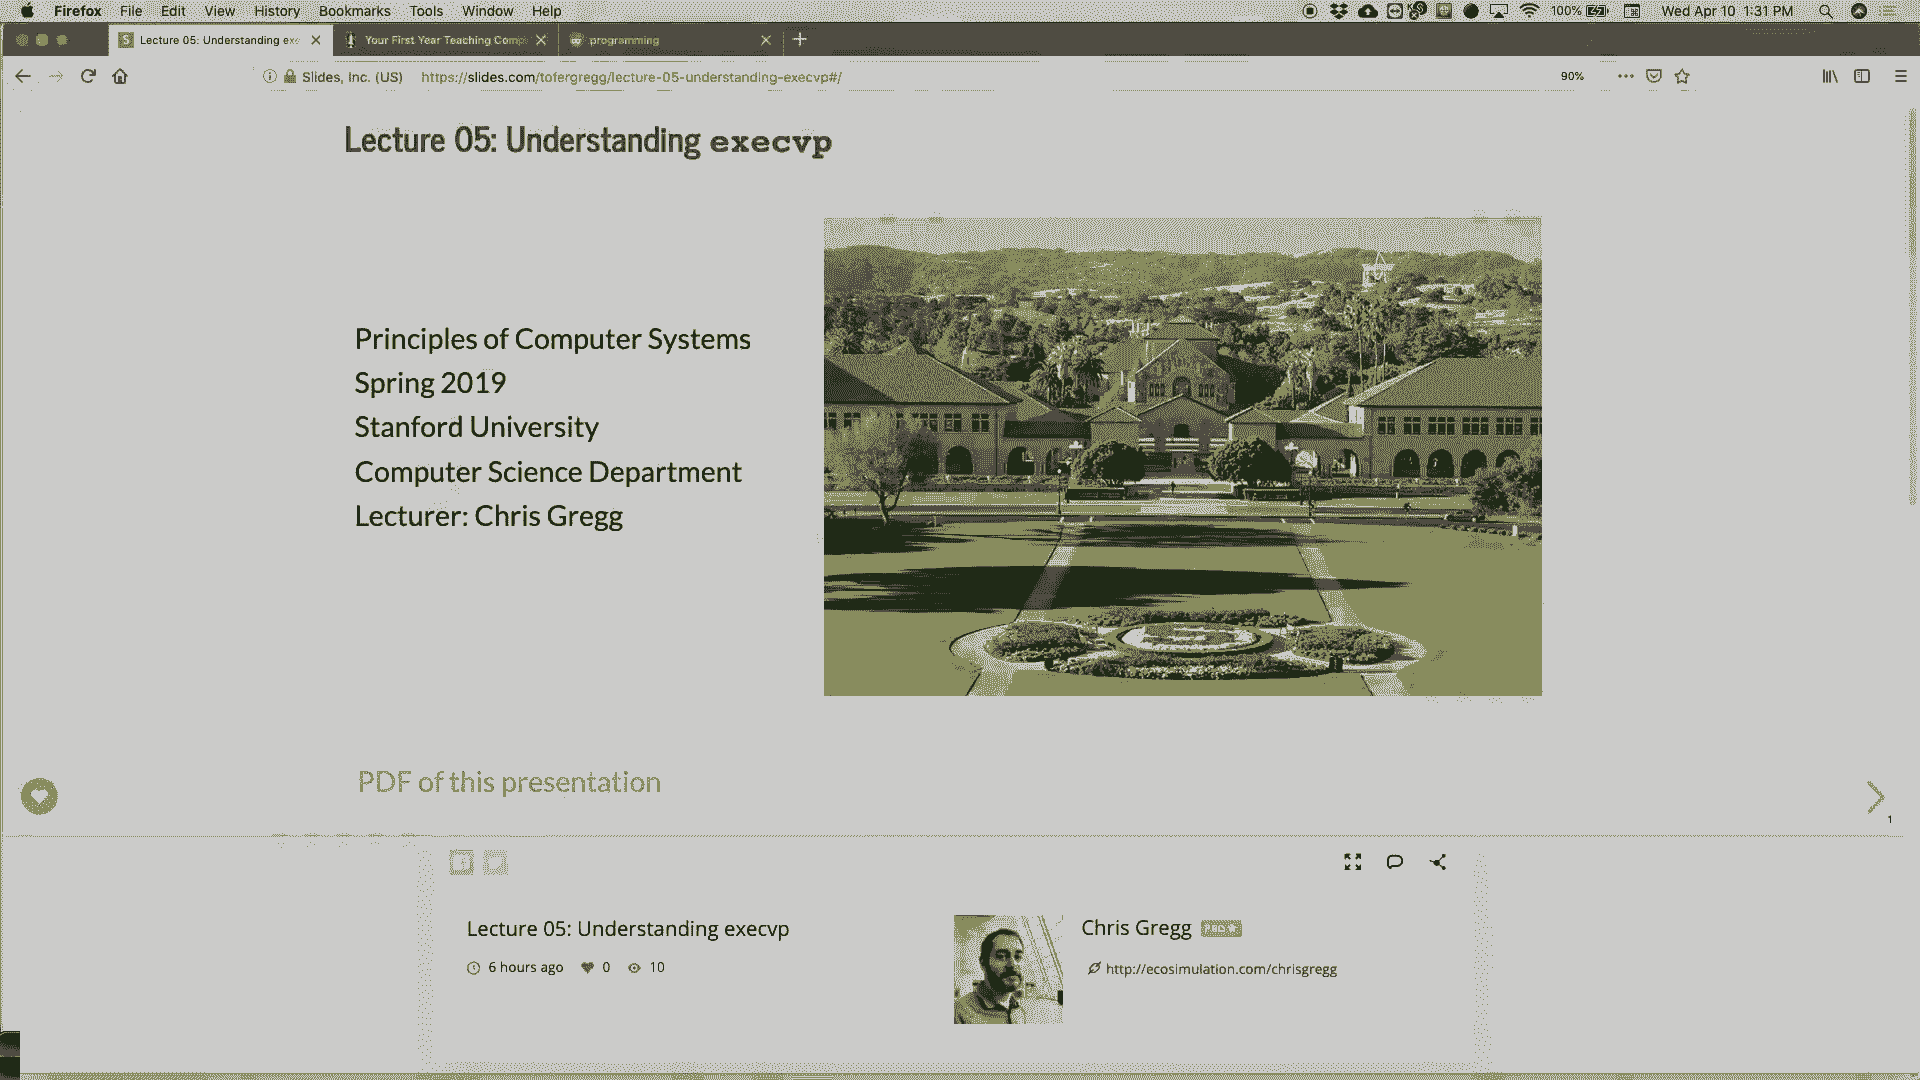 Firefox File Edit View History Bookmarks Tools Window Help 100% Wed Apr 10 1:31 PM
Lecture 05: Understanding exe Your First Year Teaching Comp programming
Slides, Inc. (US) https://slides.com/tofergregg/lecture-05-understanding-execvp#/ 90%
Lecture 05: Understanding execvp
Principles of Computer Systems
Spring 2019
Stanford University
Computer Science Department
Lecturer: Chris Gregg
PDF of this presentation
1
Lecture 05: Understanding execvp
6 hours ago 0 10
Chris Gregg PRO
http://ecosimulation.com/chrisgregg